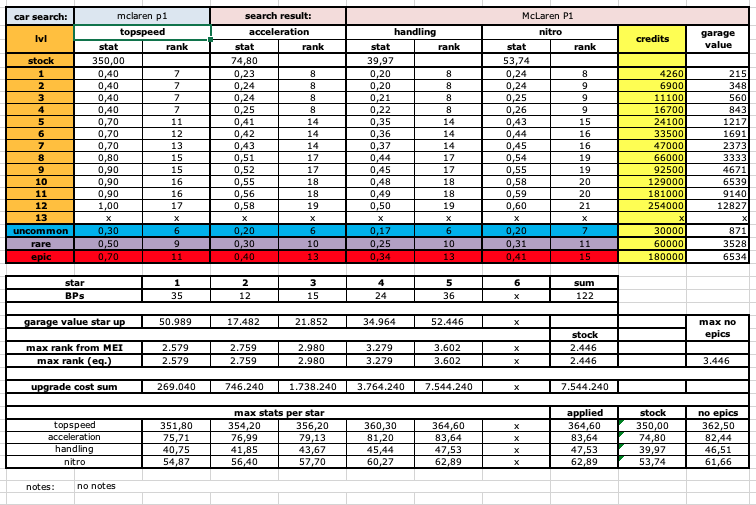 car search: mclaren p1 search result: McLaren P1
lvl topspeed acceleration handling nitro credits garage value
stat rank stat rank stat rank stat rank
stock 350,00 74,80 39,97 53,74
1 0,40 7 0,23 8 0,20 8 0,24 8 4260 215
2 0,40 7 0,24 8 0,20 8 0,24 9 6900 348
3 0,40 7 0,24 8 0,21 8 0,25 9 11100 560
4 0,40 7 0,25 8 0,22 8 0,26 9 16700 843
5 0,70 11 0,41 14 0,35 14 0,43 15 24100 1217
6 0,70 12 0,42 14 0,36 14 0,44 16 33500 1691
7 0,70 13 0,43 14 0,37 14 0,45 16 47000 2373
8 0,80 15 0,51 17 0,44 17 0,54 19 66000 3333
9 0,90 15 0,52 17 0,45 17 0,55 19 92500 4671
10 0,90 16 0,55 18 0,48 18 0,58 20 129000 6539
11 0,90 16 0,56 18 0,49 18 0,59 20 181000 9140
12 1,00 17 0,58 19 0,50 19 0,60 21 254000 12827
13 x x x x x x x x x x
uncommon 0,30 6 0,20 6 0,17 6 0,20 7 30000 871
rare 0,50 9 0,30 10 0,25 10 0,31 11 60000 3528
epic 0,70 11 0,40 13 0,34 13 0,41 15 180000 6534
star 1 2 3 4 5 6 sum
BPs 35 12 15 24 36 x 122
garage value star up 50.989 17.482 21.852 34.964 52.446 x max no epics
stock
max rank from MEI 2.579 2.759 2.980 3.279 3.602 x 2.446
max rank (eq.) 2.579 2.759 2.980 3.279 3.602 x 2.446 3.446
upgrade cost sum 269.040 746.240 1.738.240 3.764.240 7.544.240 x 7.544.240
max stats per star applied stock no epics
topspeed 351,80 354,20 356,20 360,30 364,60 x 364,60 350,00 362,50
acceleration 75,71 76,99 79,13 81,20 83,64 x 83,64 74,80 82,44
handling 40,75 41,85 43,67 45,44 47,53 x 47,53 39,97 46,51
nitro 54,87 56,40 57,70 60,27 62,89 x 62,89 53,74 61,66
notes: no notes